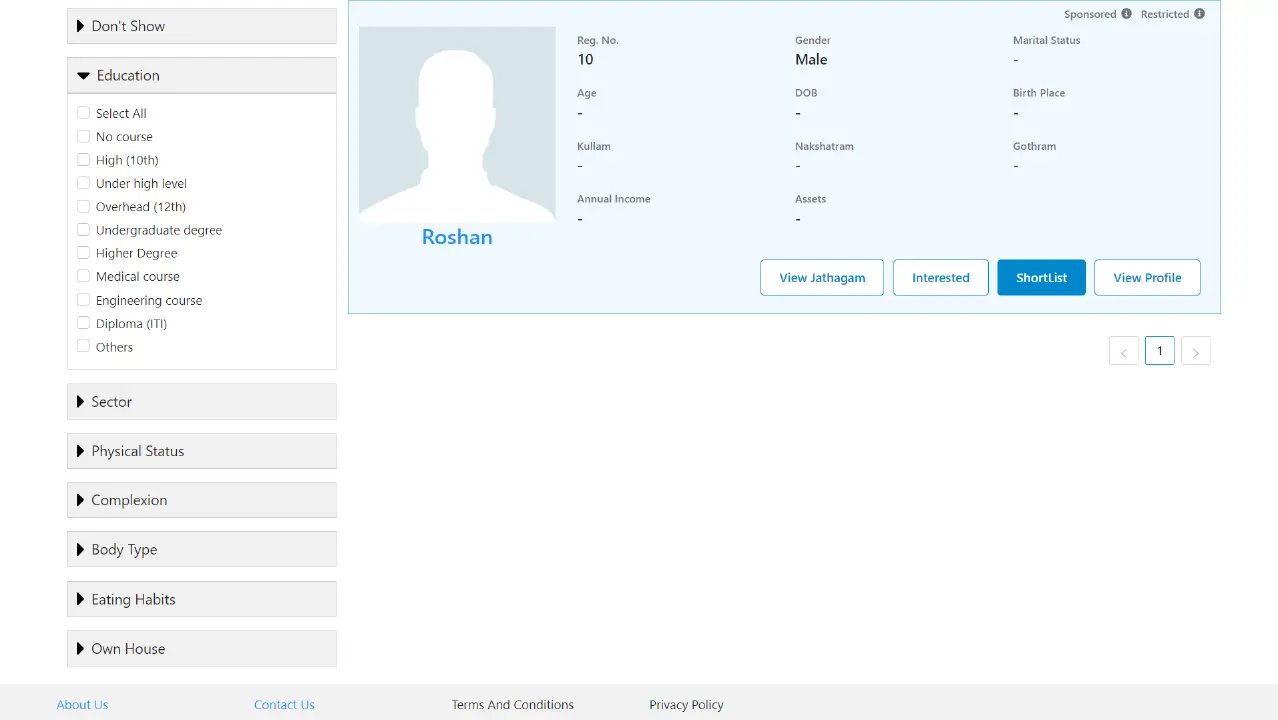 Don't Show
Education
Select All
No course
High (10th)
Under high level
Overhead (12th)
Undergraduate degree
Higher Degree
Medical course
Engineering course
Diploma (ITI)
Others
Sector
Physical Status
Complexion
Body Type
Eating Habits
Own House
Sponsored Restricted
Reg. No. Gender Marital Status
10 Male -
Age DOB Birth Place
- - -
Kullam Nakshatram Gothram
- - -
Annual Income Assets
- -
Roshan
View Jathagam Interested ShortList View Profile
< 1 >
About Us Contact Us Terms And Conditions Privacy Policy